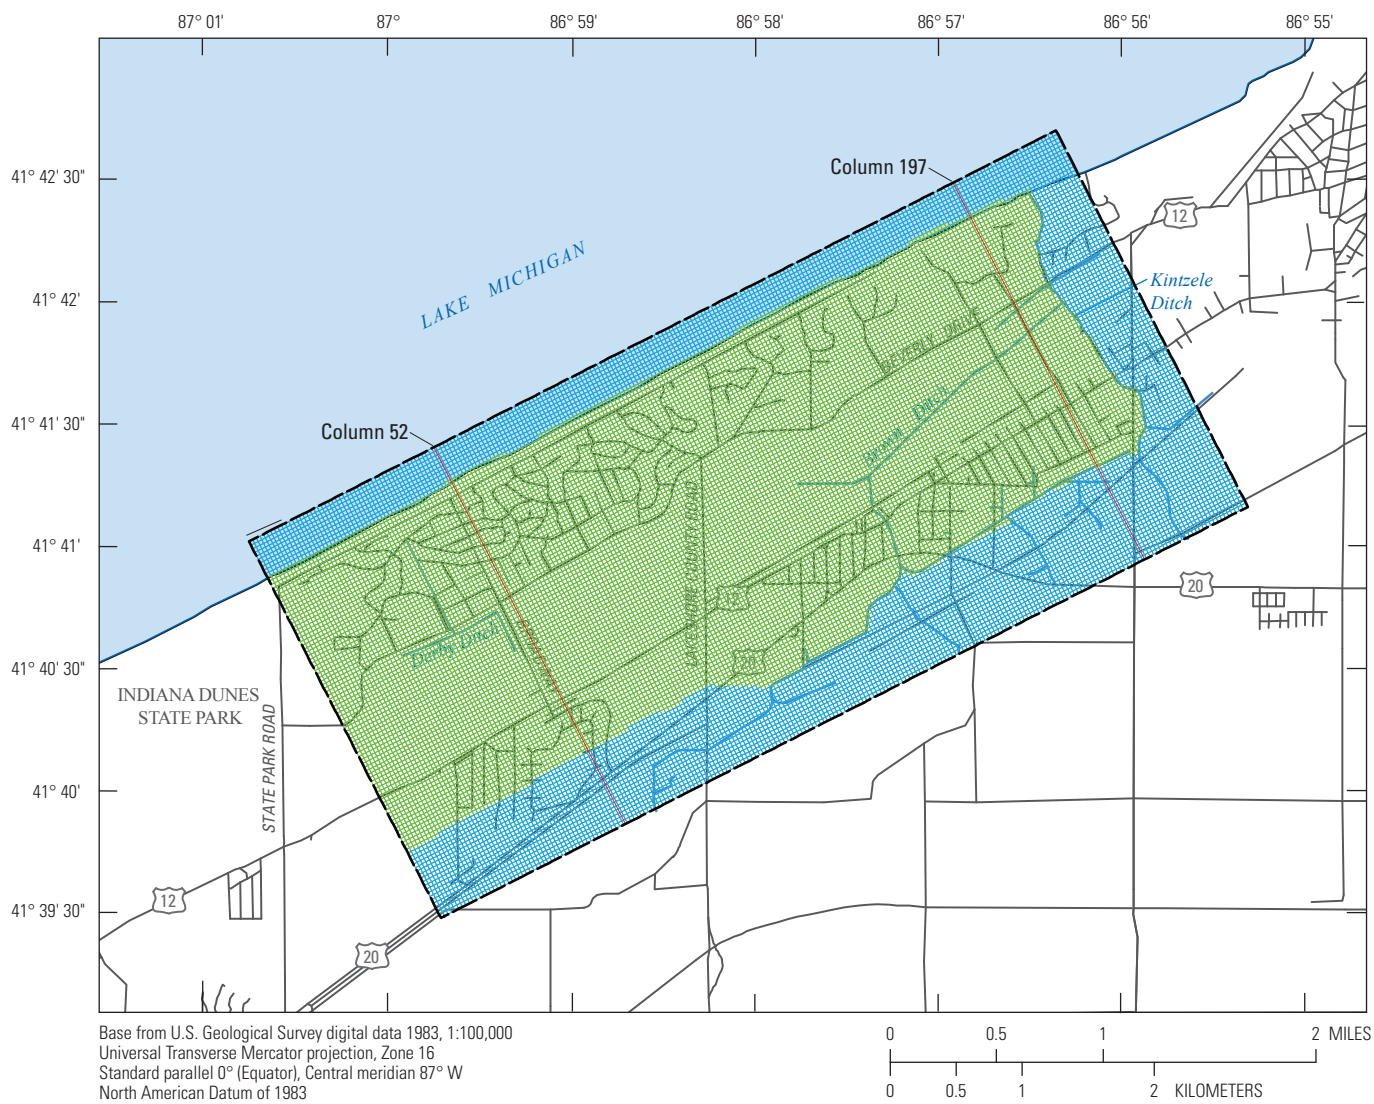 87° 01'
87°
86° 59'
86° 58'
86° 57'
86° 56'
86° 55'
41° 42' 30"
41° 42'
41° 41' 30"
41° 41'
41° 40' 30"
41° 40'
41° 39' 30"
Column 197
12
LAKE MICHIGAN
Kintzele
Ditch
BEVERLY DRIVE
Brown Ditch
Column 52
LAKE SHORE COUNTY ROAD
12
20
20
Derby Ditch
INDIANA DUNES
STATE PARK
STATE PARK ROAD
12
20
Base from U.S. Geological Survey digital data 1983, 1:100,000
Universal Transverse Mercator projection, Zone 16
Standard parallel 0° (Equator), Central meridian 87° W
North American Datum of 1983
0 0.5 1 2 MILES
0 0.5 1 2 KILOMETERS